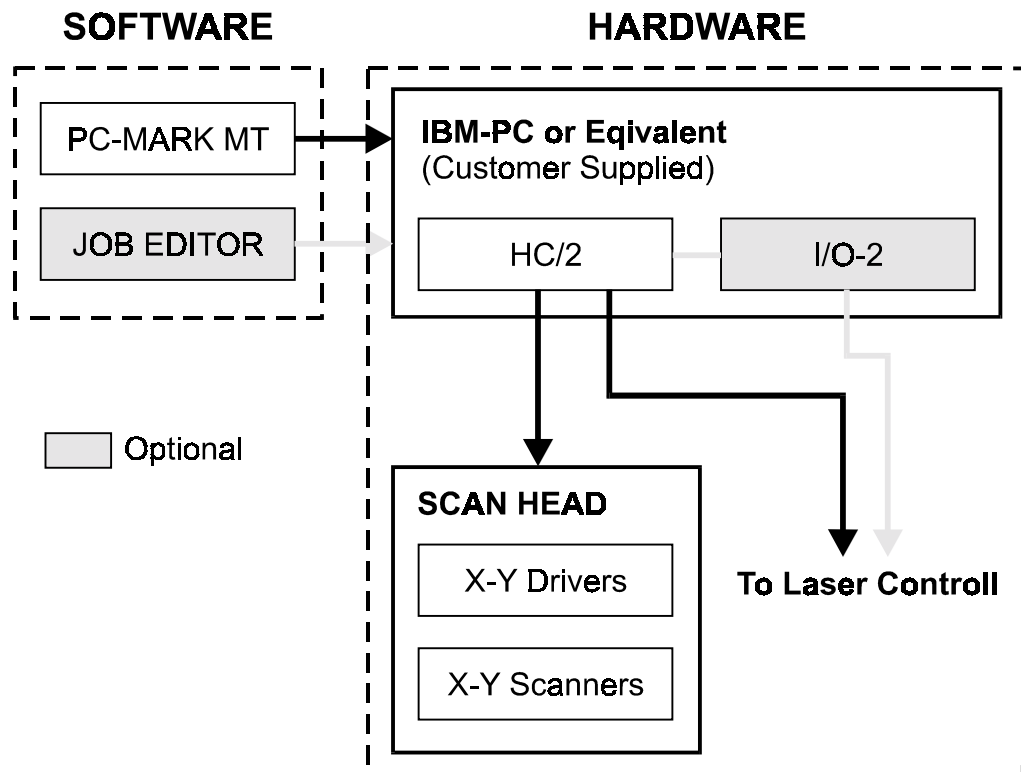 SOFTWARE
HARDWARE
PC-MARK MT
JOB EDITOR
IBM-PC or Eqivalent
(Customer Supplied)
HC/2
I/O-2
Optional
SCAN HEAD
X-Y Drivers
X-Y Scanners
To Laser Controll